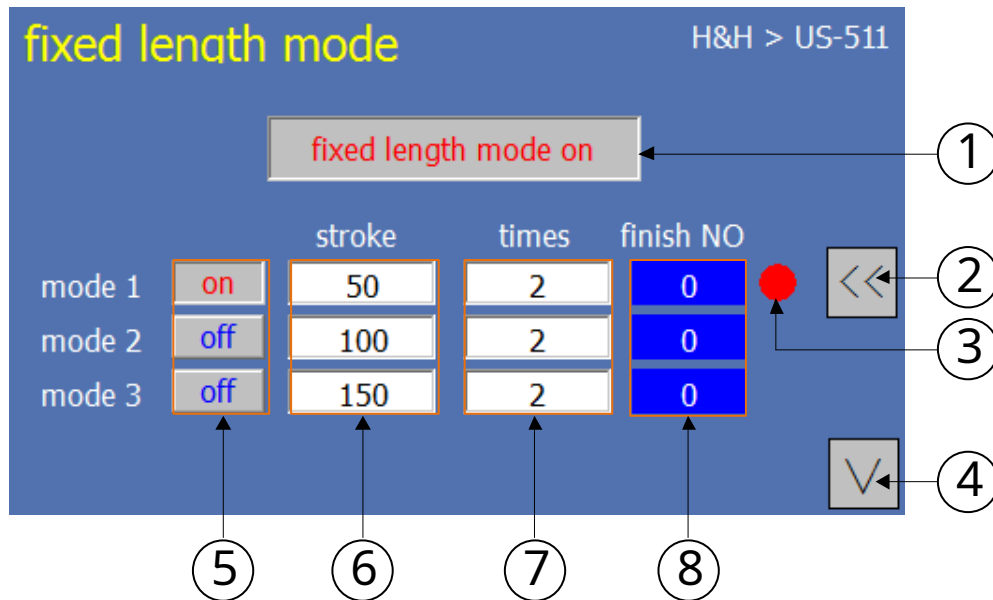 fixed length mode
H&H > US-511
fixed length mode on
1
stroke times finish NO
mode 1 on 50 2 0
<<
2
mode 2 off 100 2 0
3
mode 3 off 150 2 0
4
5 6 7 8